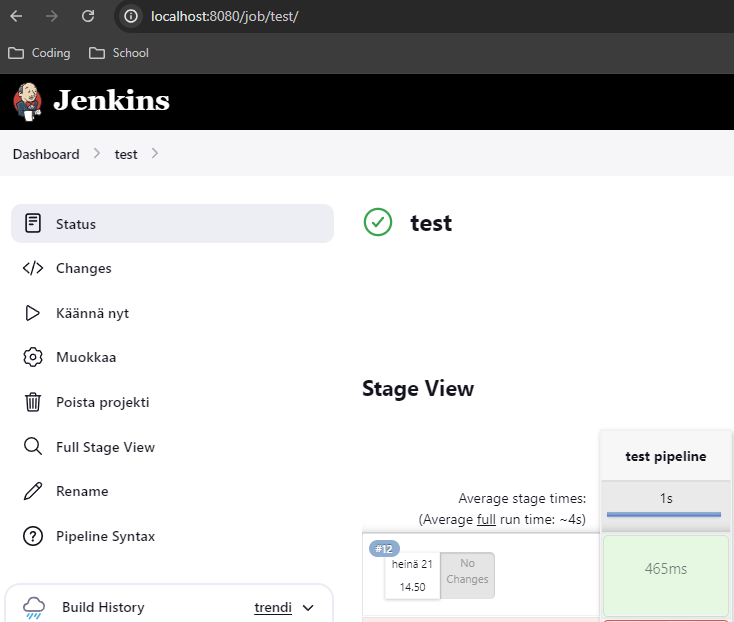 localhost:8080/job/test/
Coding School
Jenkins
Dashboard test
Status
Changes
Käännä nyt
Muokkaa
Poista projekti
Full Stage View
Rename
Pipeline Syntax
Build History trendi
test
Stage View
test pipeline
Average stage times:
(Average full run time: ~4s)
1s
#12
heinä 21
14.50
No
Changes
465ms